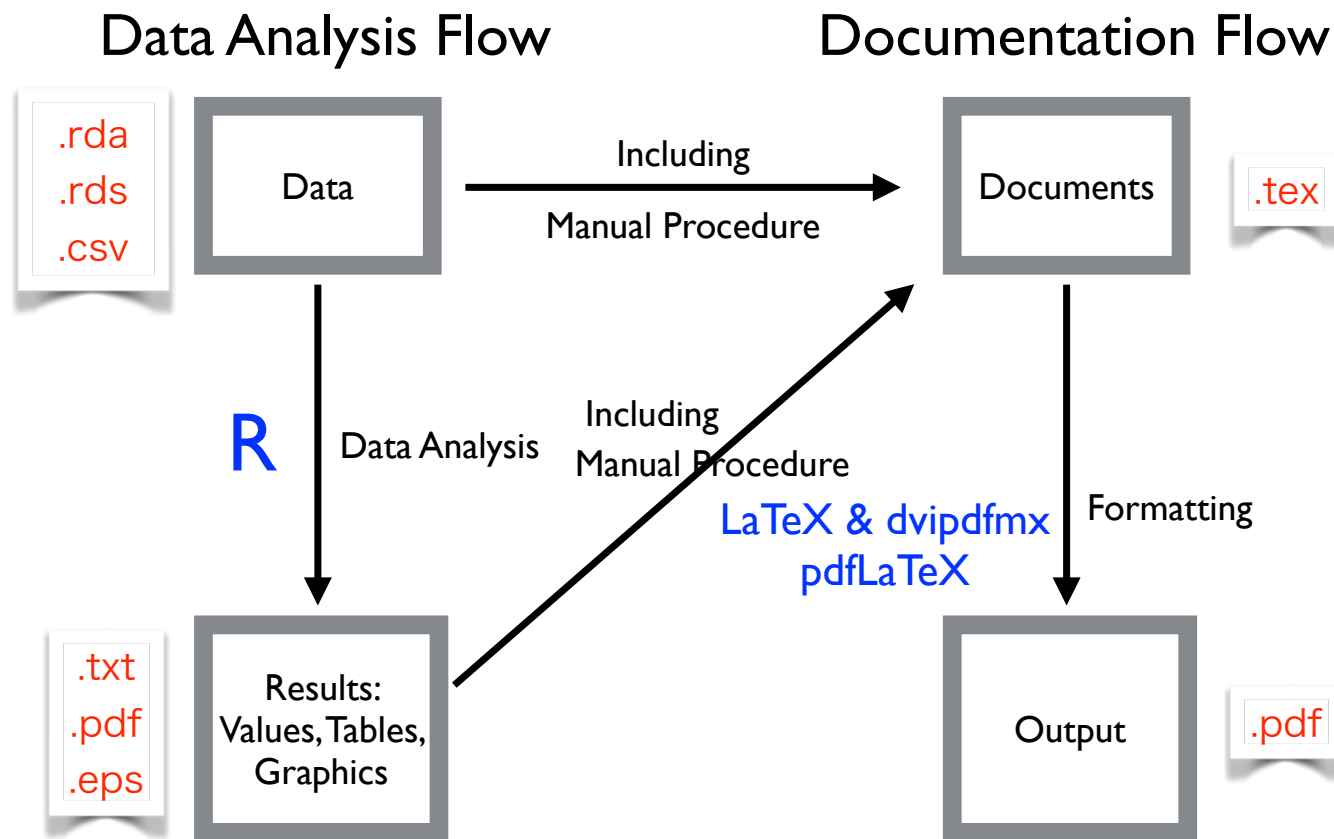 Data Analysis Flow
Documentation Flow
.rda
.rds
.csv
Data
Including
Manual Procedure
Documents
.tex
R
Data Analysis
Including
Manual Procedure
LaTeX & dvipdfmx
pdfLaTeX
Formatting
.txt
.pdf
.eps
Results:
Values, Tables,
Graphics
Output
.pdf